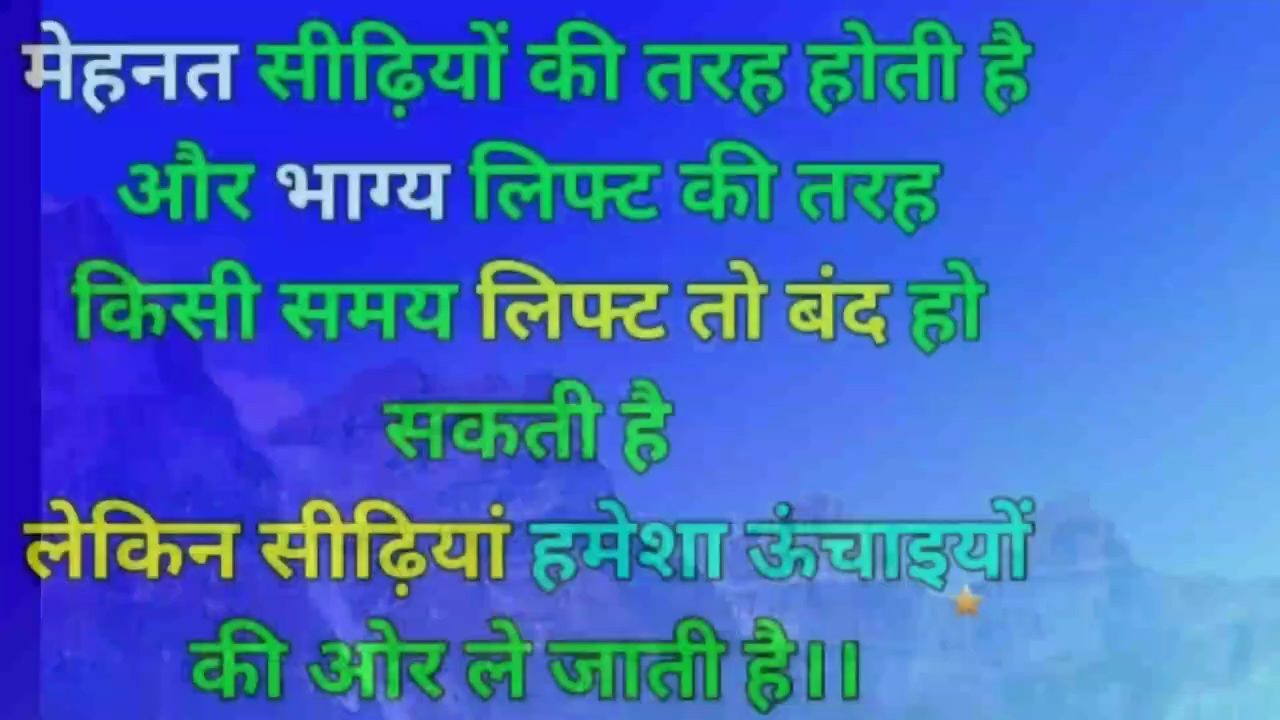 मेहनत सीढ़ियों की तरह होती है
और भाग्य लिफ्ट की तरह
किसी समय लिफ्ट तो बंद हो
सकती है
लेकिन सीढ़ियां हमेशा ऊंचाइयों
की ओर ले जाती है।।